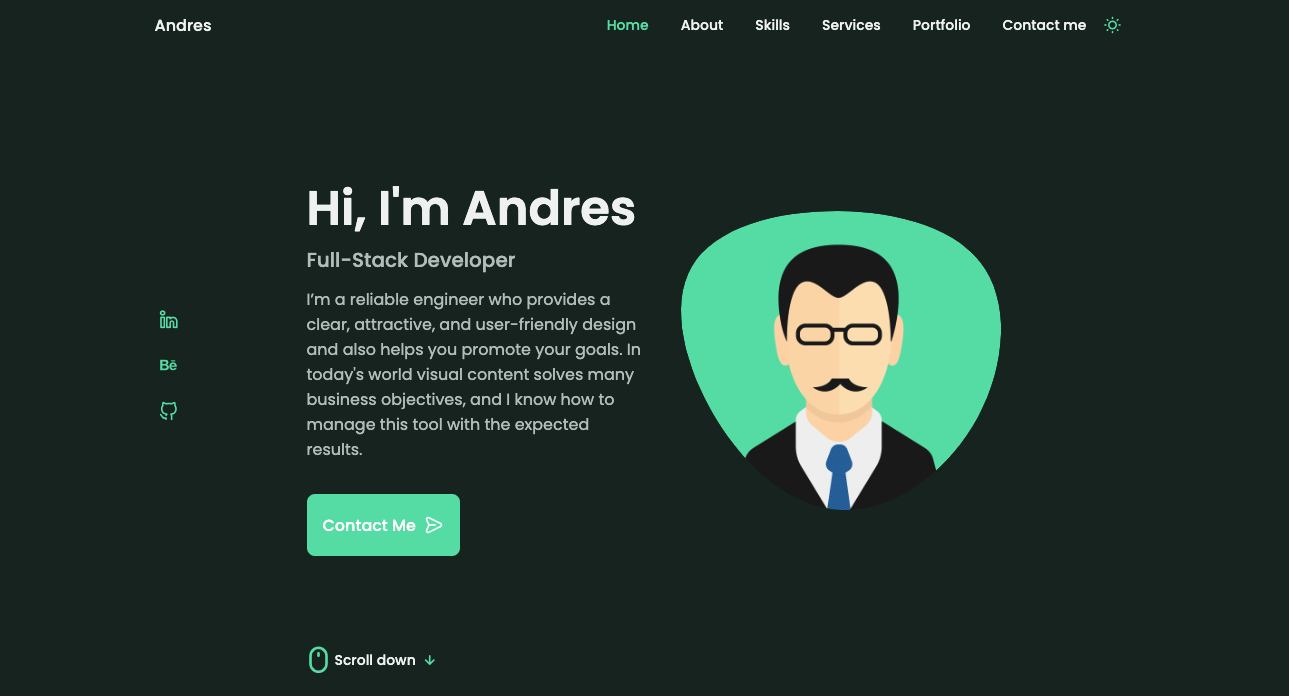 Andres
Home
About
Skills
Services
Portfolio
Contact me
Hi, I'm Andres
Full-Stack Developer
I’m a reliable engineer who provides a
clear, attractive, and user-friendly design
and also helps you promote your goals. In
today's world visual content solves many
business objectives, and I know how to
manage this tool with the expected
results.
in
Bē
Contact Me
Scroll down